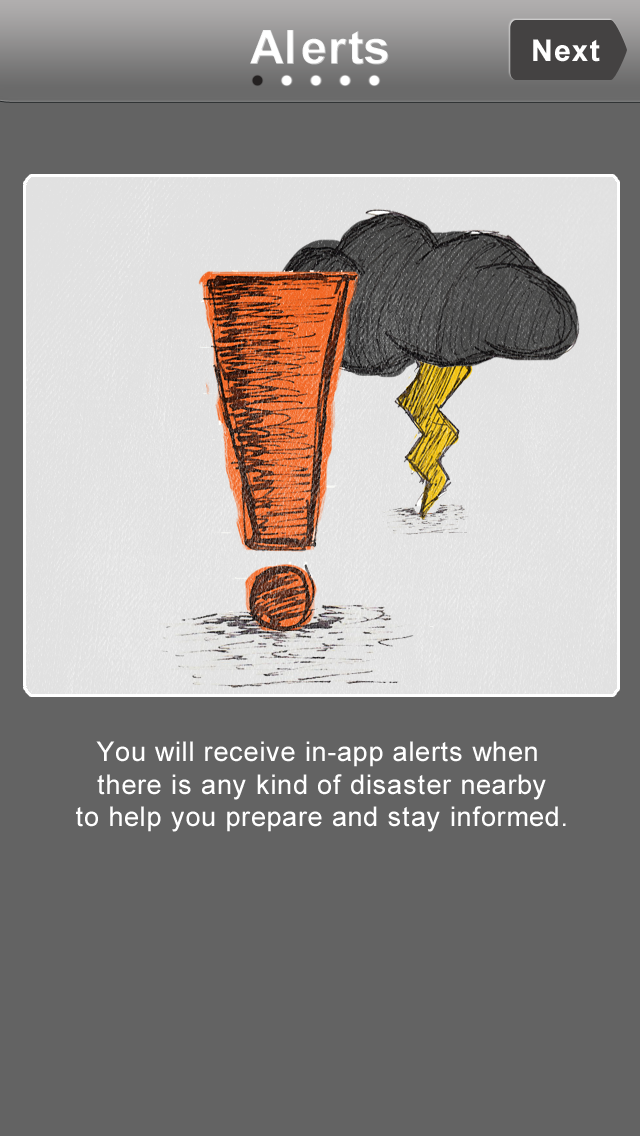 Alerts
Next
You will receive in-app alerts when
there is any kind of disaster nearby
to help you prepare and stay informed.